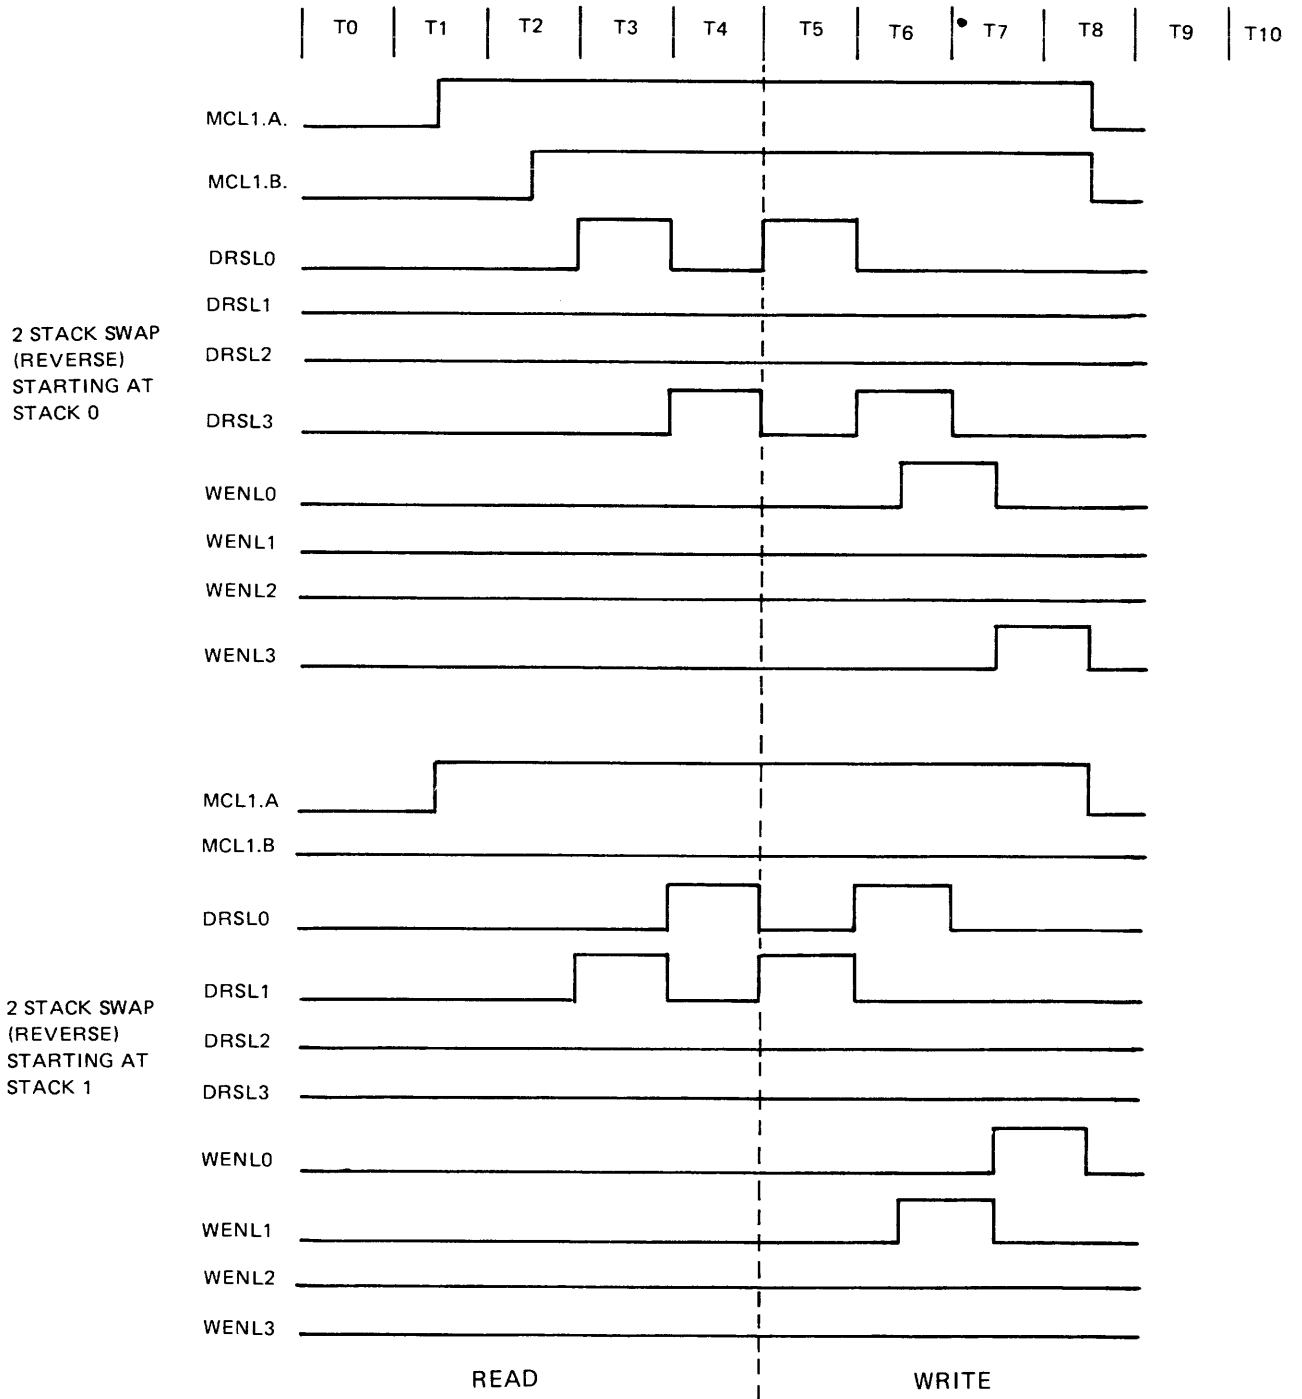 T0 T1 T2 T3 T4 T5 T6 T7 T8 T9 T10
MCL1.A.
MCL1.B.
DRSL0
DRSL1
2 STACK SWAP
(REVERSE)
STARTING AT
STACK 0
DRSL2
DRSL3
WENL0
WENL1
WENL2
WENL3
MCL1.A
MCL1.B
DRSL0
DRSL1
2 STACK SWAP
(REVERSE)
STARTING AT
STACK 1
DRSL2
DRSL3
WENL0
WENL1
WENL2
WENL3
READ WRITE